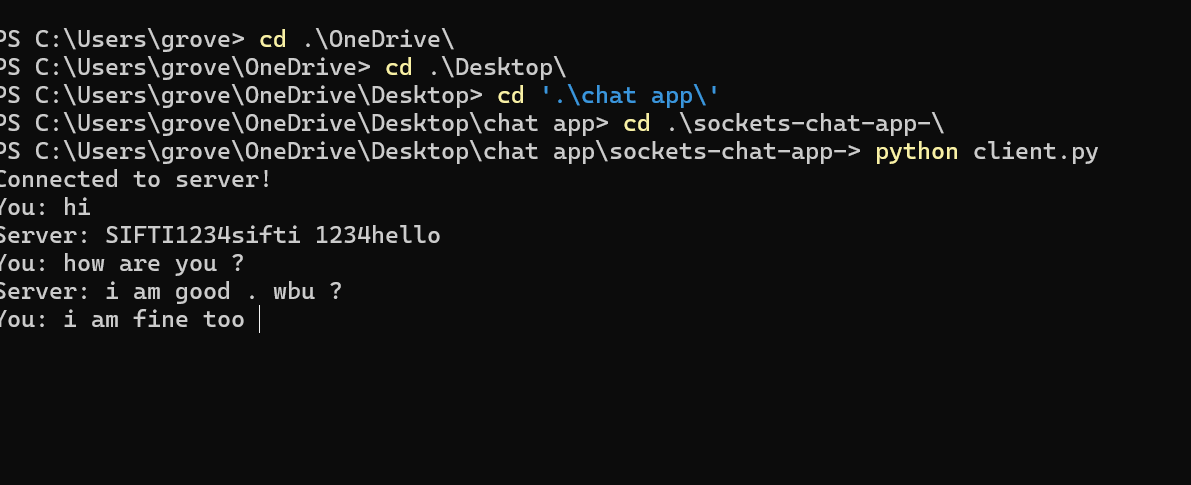 PS C:\Users\grove> cd .\OneDrive\
PS C:\Users\grove\OneDrive> cd .\Desktop\
PS C:\Users\grove\OneDrive\Desktop> cd '.\chat app\'
PS C:\Users\grove\OneDrive\Desktop\chat app> cd .\sockets-chat-app-\
PS C:\Users\grove\OneDrive\Desktop\chat app\sockets-chat-app-> python client.py
Connected to server!
You: hi
Server: SIFTI1234sifti 1234hello
You: how are you ?
Server: i am good . wbu ?
You: i am fine too